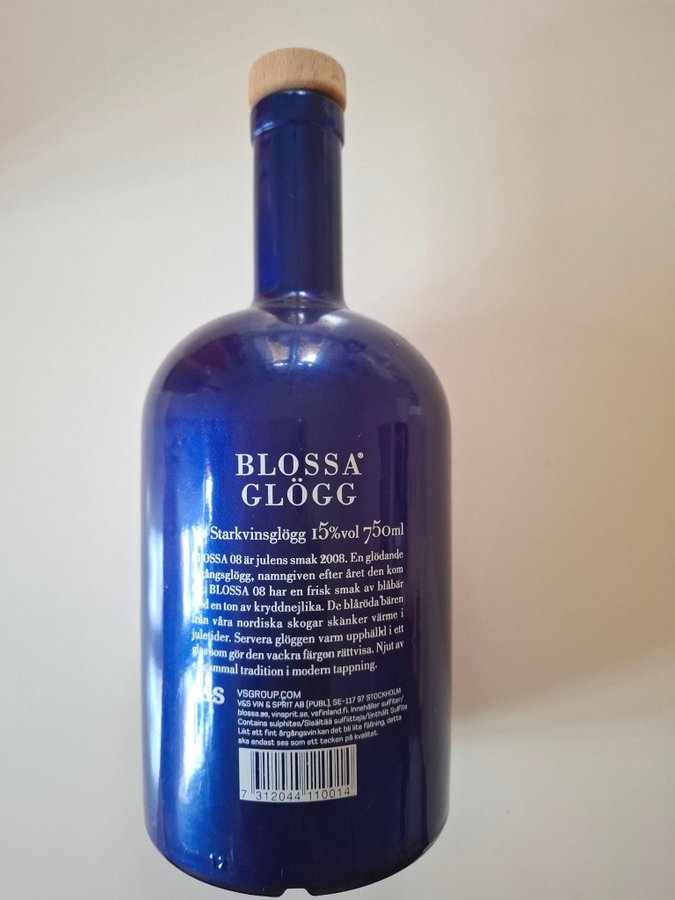 BLOSSA®
GLÖGG
Starkvinsglögg 15%vol 750ml
BLOSSA 08 är julens smak 2008. En glödande
årgångsglögg, namngiven efter året den kom
BLOSSA 08 har en frisk smak av blåbär
med en ton av kryddnejlika. De blåröda bären
från våra nordiska skogar skänker värme i
juletider. Servera glöggen varm upphälld i ett
glas som gör den vackra färgen rättvisa. Njut av
gammal tradition i modern tappning.
V&S
VSGROUP.COM
V&S VIN & SPRIT AB (PUBL), SE-117 97 STOCKHOLM
blossa.se, vinsprit.se, vsfinland.fi. Innehåller sulfiter/
Contains sulphites/Sisältää sulfiitteja/Enthält Sulfite
Likt ett fint årgångsvin kan det bli lite fällning, detta
ska endast ses som ett tecken på kvalitet.
7 312044 110014